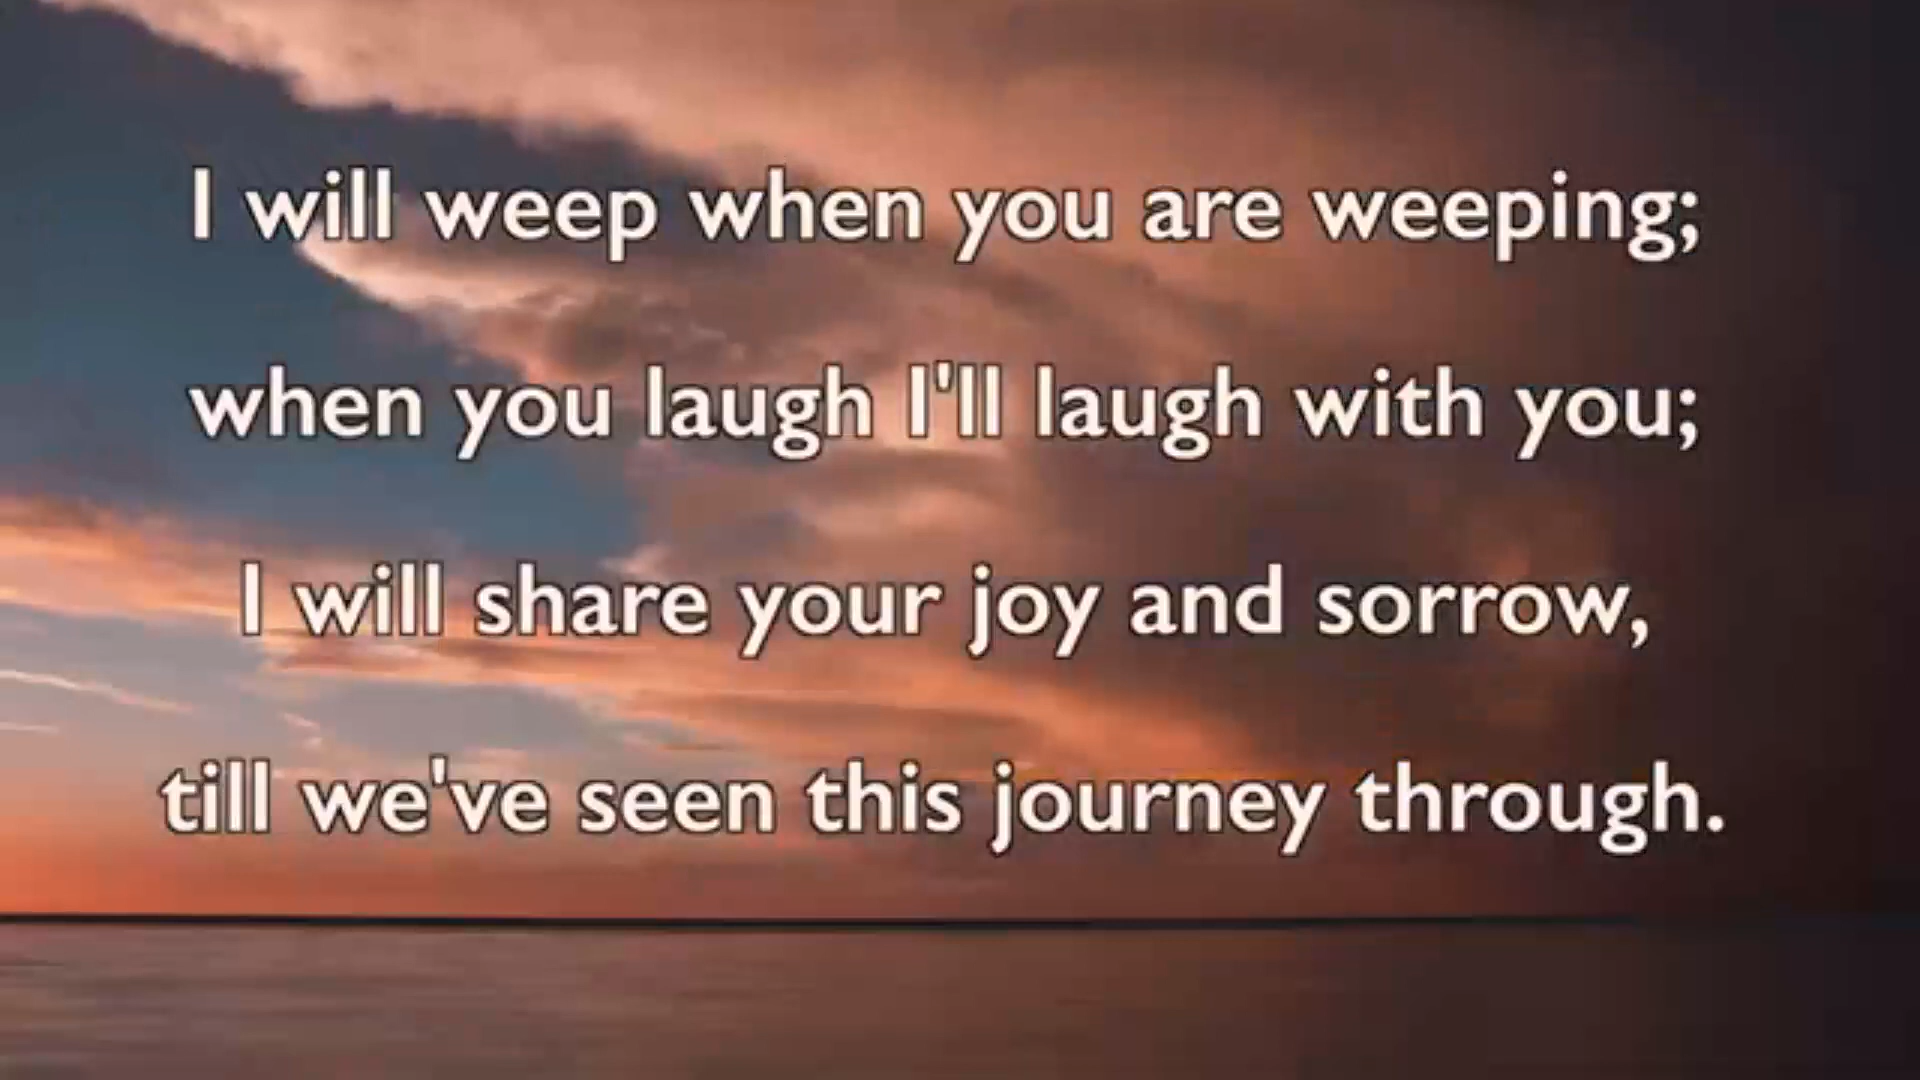 I will weep when you are weeping;
when you laugh I'll laugh with you;
I will share your joy and sorrow,
till we've seen this journey through.